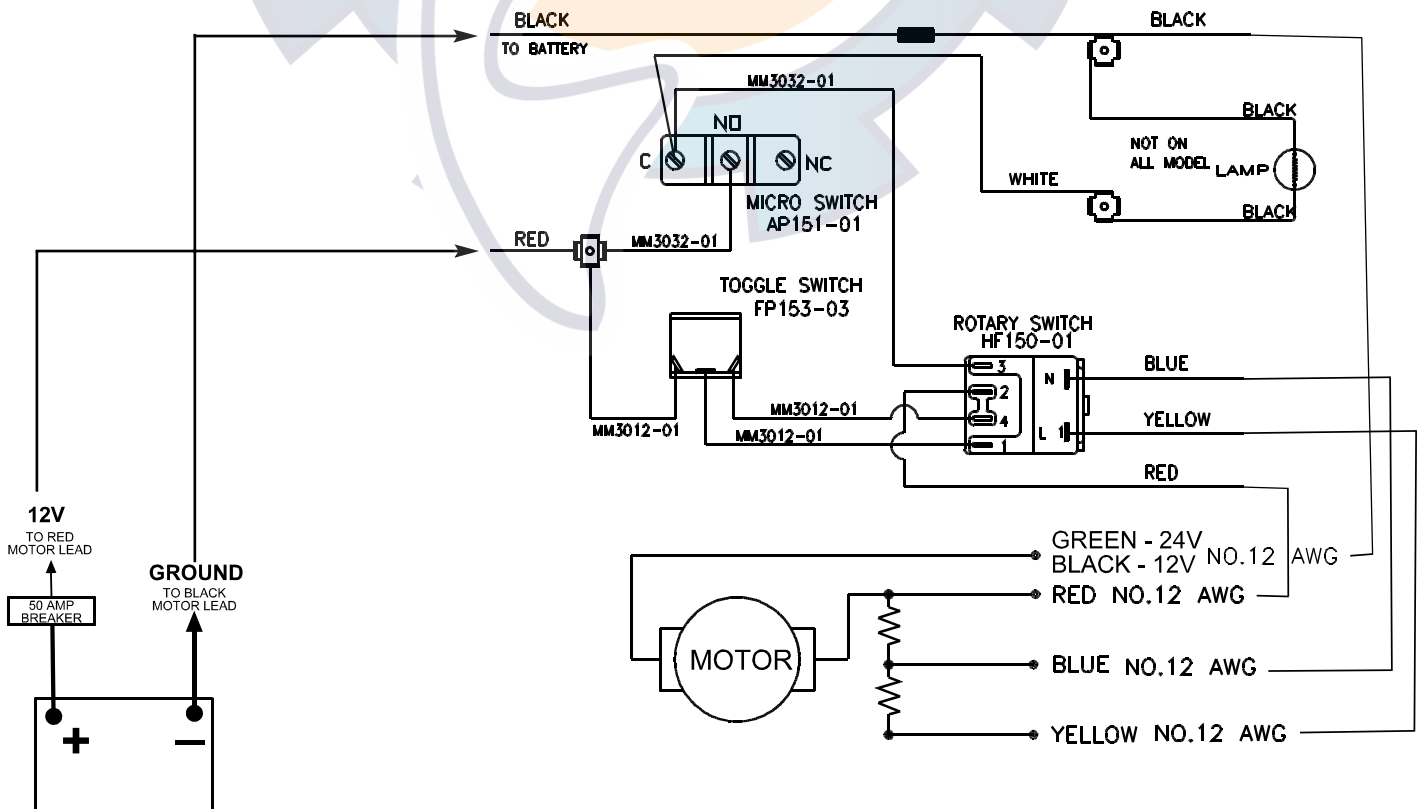 BLACK
TO BATTERY
BLACK
MM3032-01
NO
BLACK
NOT ON
ALL MODEL
LAMP
C
NC
WHITE
MICRO SWITCH
AP151-01
BLACK
RED
MM3032-01
TOGGLE SWITCH
FP153-03
ROTARY SWITCH
HF150-01
3
N
BLUE
2
MM3012-01
4
YELLOW
MM3012-01
MM3012-01
L 1
1
RED
12V
TO RED
MOTOR LEAD
GROUND
TO BLACK
MOTOR LEAD
50 AMP
BREAKER
GREEN - 24V
BLACK - 12V
NO.12 AWG
RED NO.12 AWG
MOTOR
BLUE NO.12 AWG
YELLOW NO.12 AWG
+
−